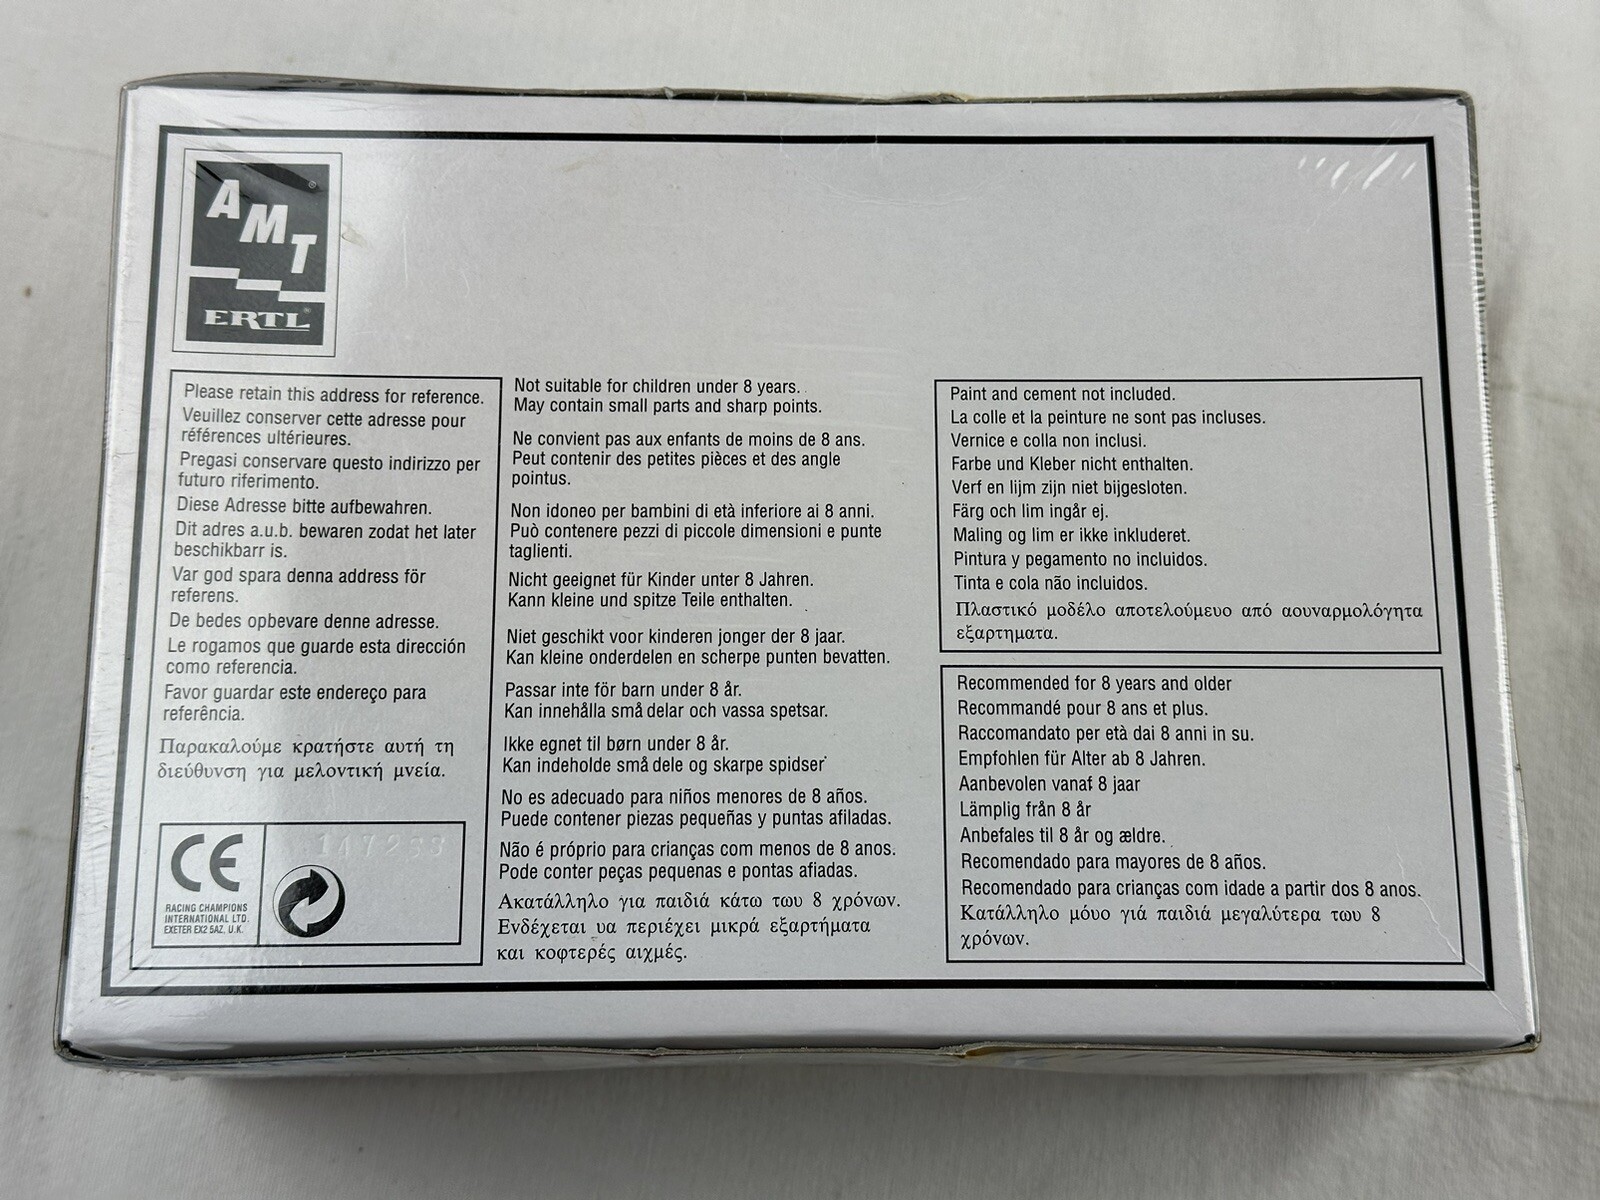 AMT
ERTL
Please retain this address for reference.
Veuillez conserver cette adresse pour
références ultérieures.
Pregasi conservare questo indirizzo per
futuro riferimento.
Diese Adresse bitte aufbewahren.
Dit adres a.u.b. bewaren zodat het later
beschikbarr is.
Var god spara denna address för
referens.
De bedes opbevare denne adresse.
Le rogamos que guarde esta dirección
como referencia.
Favor guardar este endereço para
referência.
Παρακαλούμε κρατήστε αυτή τη
διεύθυνση για μελοντική μνεία.
CE
RACING CHAMPIONS
INTERNATIONAL LTD.
EXETER EX2 5AZ. U.K.
Not suitable for children under 8 years.
May contain small parts and sharp points.
Ne convient pas aux enfants de moins de 8 ans.
Peut contenir des petites pièces et des angle
pointus.
Non idoneo per bambini di età inferiore ai 8 anni.
Può contenere pezzi di piccole dimensioni e punte
taglienti.
Nicht geeignet für Kinder unter 8 Jahren.
Kann kleine und spitze Teile enthalten.
Niet geschikt voor kinderen jonger der 8 jaar.
Kan kleine onderdelen en scherpe punten bevatten.
Passar inte för barn under 8 år.
Kan innehålla små delar och vassa spetsar.
Ikke egnet til børn under 8 år.
Kan indeholde små dele og skarpe spidser
No es adecuado para niños menores de 8 años.
Puede contener piezas pequeñas y puntas afiladas.
Não é próprio para crianças com menos de 8 anos.
Pode conter peças pequenas e pontas afiadas.
Ακατάλληλο για παιδιά κάτω τωυ 8 χρόνων.
Ενδέχεται υα περιέχει μικρά εξαρτήματα
και κοφτερές αιχμές.
Paint and cement not included.
La colle et la peinture ne sont pas incluses.
Vernice e colla non inclusi.
Farbe und Kleber nicht enthalten.
Verf en lijm zijn niet bijgesloten.
Färg och lim ingår ej.
Maling og lim er ikke inkluderet.
Pintura y pegamento no incluidos.
Tinta e cola não incluidos.
Πλαστικό μοδέλο αποτελούμευο από αουναρμολόγητα
εξαρτηματα.
Recommended for 8 years and older
Recommandé pour 8 ans et plus.
Raccomandato per età dai 8 anni in su.
Empfohlen für Alter ab 8 Jahren.
Aanbevolen vanaf 8 jaar
Lämplig från 8 år
Anbefales til 8 år og ældre.
Recomendado para mayores de 8 años.
Recomendado para crianças com idade a partir dos 8 anos.
Κατάλληλο μόυο γιά παιδιά μεγαλύτερα τωυ 8
χρόνων.